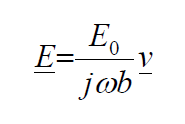 E̲ = E₀/(jωb) v̲